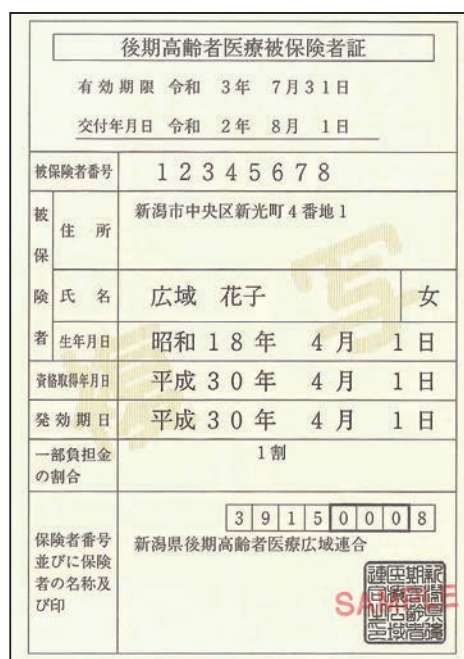 後期高齢者医療被保険者証
有効期限 令和 3年 7月31日
交付年月日 令和 2年 8月 1日
被保険者番号 12345678
被保険者
住所 新潟市中央区新光町4番地1
氏名 広域 花子 女
生年月日 昭和18年 4月 1日
資格取得年月日 平成30年 4月 1日
発効期日 平成30年 4月 1日
一部負担金の割合 1割
保険者番号
並びに保険
者の名称及
び印
39150008
新潟県後期高齢者医療広域連合
複写
SAMPLE